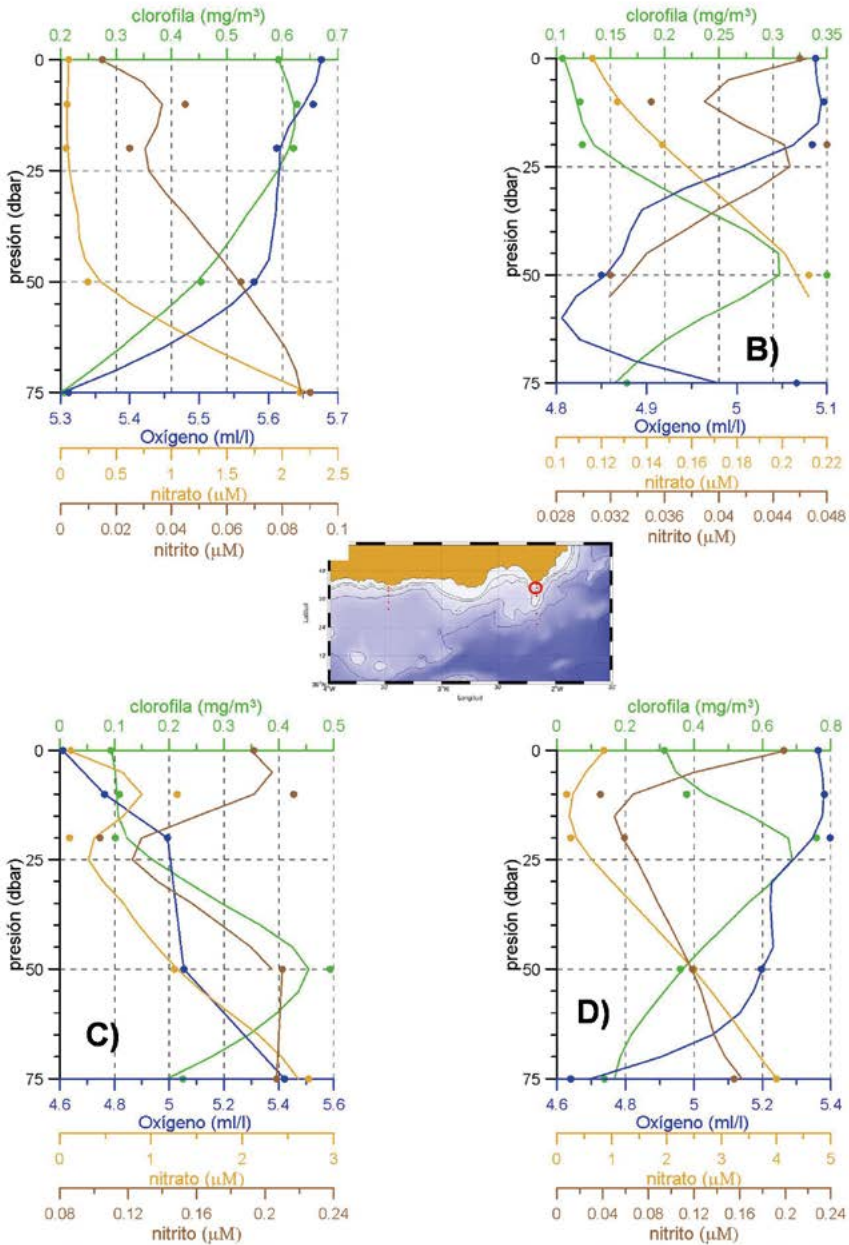 clorofila (mg/m³)
0.2 0.3 0.4 0.5 0.6 0.7
0
25
50
75
presión (dbar)
5.3 5.4 5.5 5.6 5.7
Oxígeno (ml/l)
0 0.5 1 1.5 2 2.5
nitrato (µM)
0 0.02 0.04 0.06 0.08 0.1
nitrito (µM)
clorofila (mg/m³)
0.1 0.15 0.2 0.25 0.3 0.35
0
25
50
75
presión (dbar)
B)
4.8 4.9 5 5.1
Oxígeno (ml/l)
0.1 0.12 0.14 0.16 0.18 0.2 0.22
nitrato (µM)
0.028 0.032 0.036 0.04 0.044 0.048
nitrito (µM)
Latitud
Longitud
clorofila (mg/m³)
0 0.1 0.2 0.3 0.4 0.5
0
25
50
75
presión (dbar)
C)
4.6 4.8 5 5.2 5.4 5.6
Oxígeno (ml/l)
0 1 2 3
nitrato (µM)
0.08 0.12 0.16 0.2 0.24
nitrito (µM)
clorofila (mg/m³)
0 0.2 0.4 0.6 0.8
0
25
50
75
presión (dbar)
D)
4.6 4.8 5 5.2 5.4
Oxígeno (ml/l)
0 1 2 3 4 5
nitrato (µM)
0 0.04 0.08 0.12 0.16 0.2 0.24
nitrito (µM)